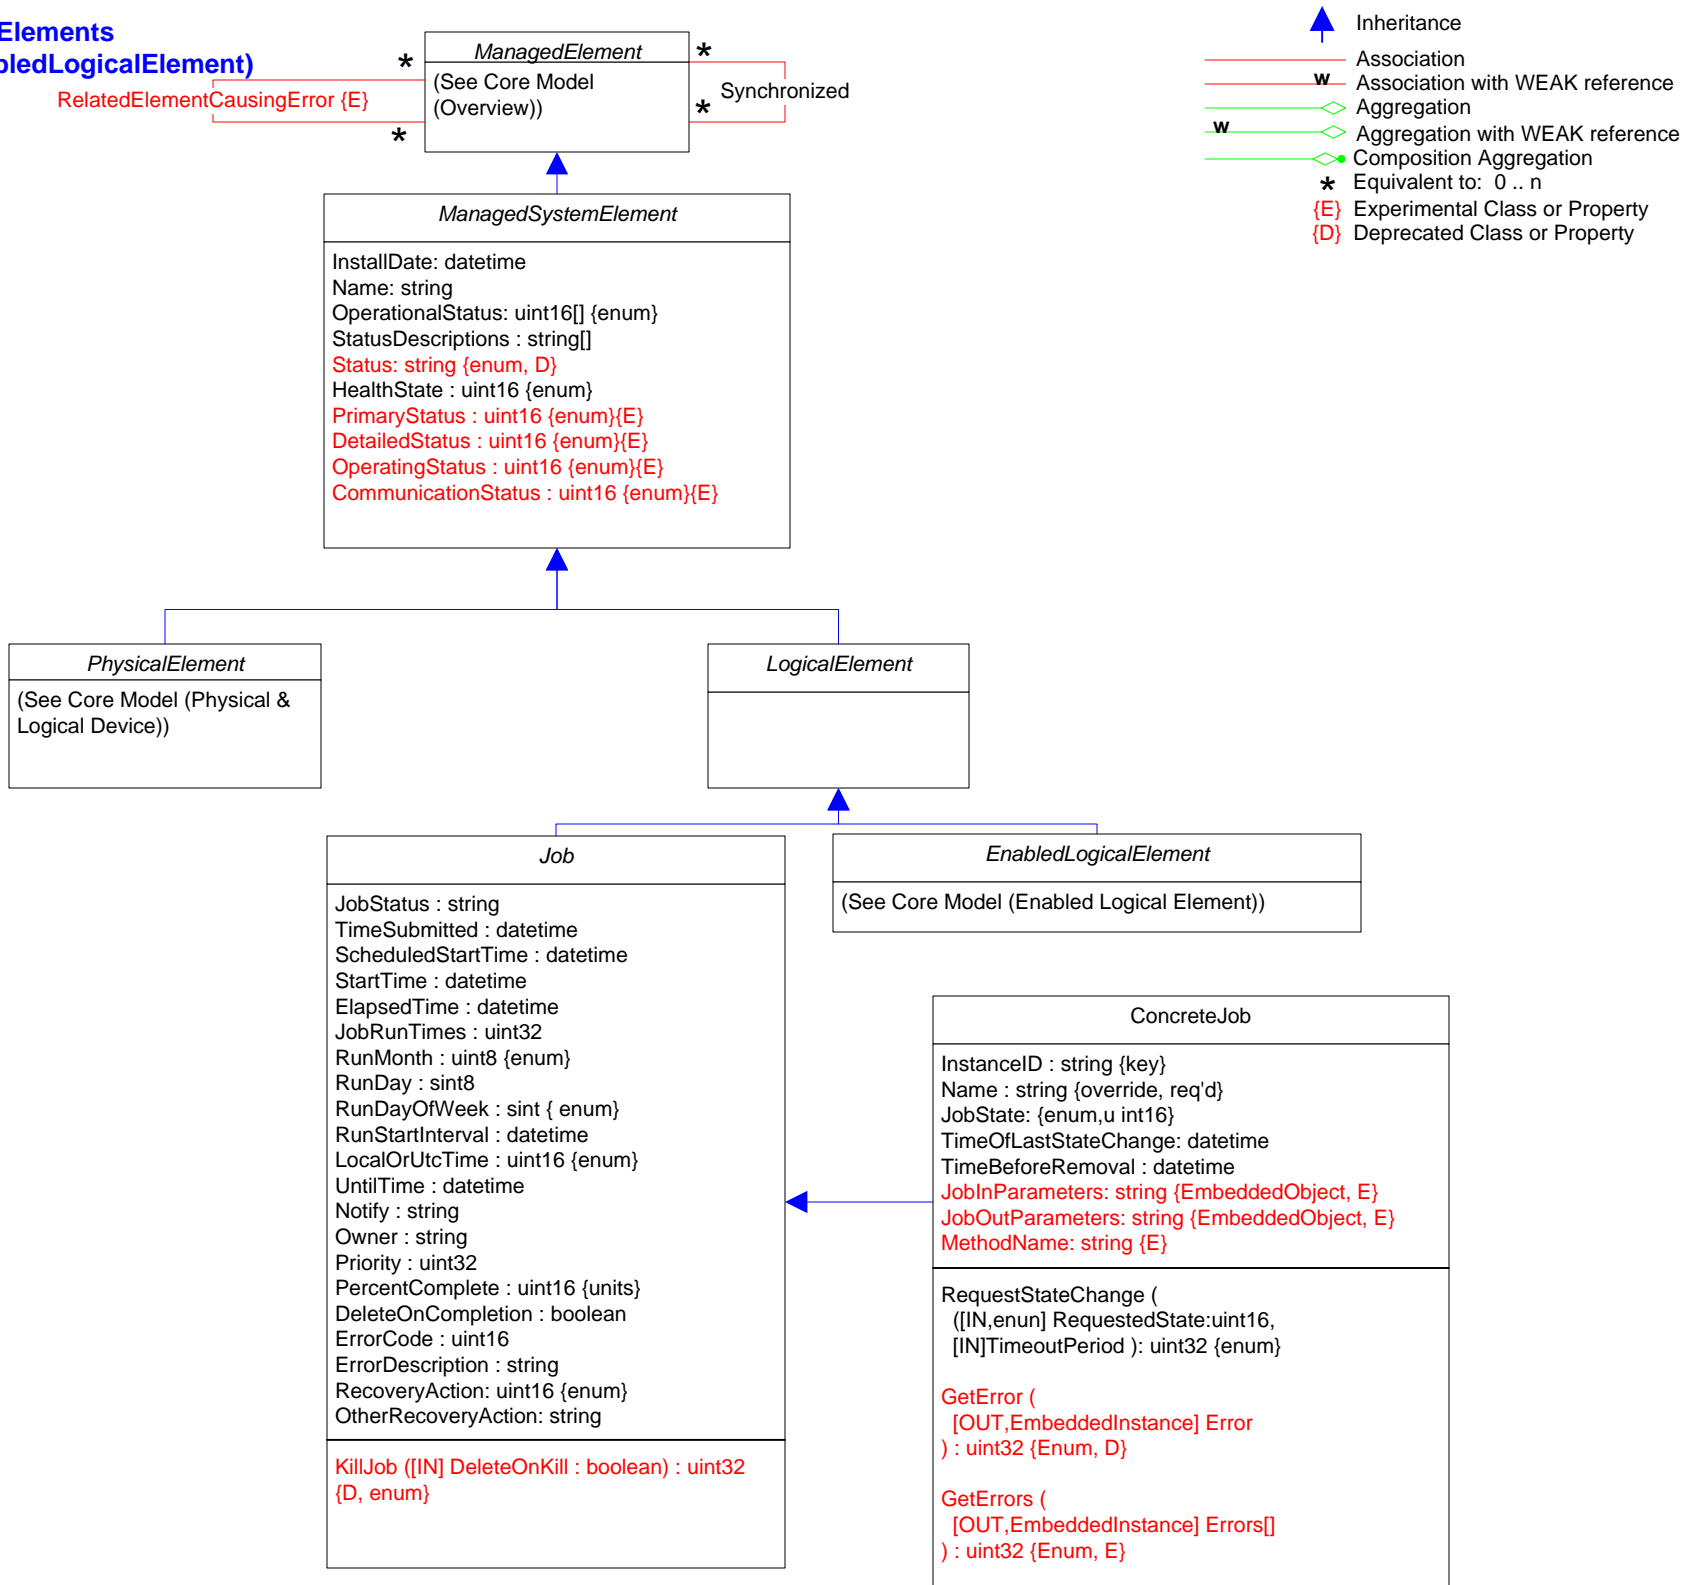 Elements
bledLogicalElement)
RelatedElementCausingError {E}
*
*
ManagedElement
(See Core Model
(Overview))
*
*
Synchronized
Inheritance
Association
w Association with WEAK reference
Aggregation
w Aggregation with WEAK reference
Composition Aggregation
* Equivalent to: 0 .. n
{E} Experimental Class or Property
{D} Deprecated Class or Property
ManagedSystemElement
InstallDate: datetime
Name: string
OperationalStatus: uint16[] {enum}
StatusDescriptions : string[]
Status: string {enum, D}
HealthState : uint16 {enum}
PrimaryStatus : uint16 {enum}{E}
DetailedStatus : uint16 {enum}{E}
OperatingStatus : uint16 {enum}{E}
CommunicationStatus : uint16 {enum}{E}
PhysicalElement
(See Core Model (Physical &
Logical Device))
LogicalElement
Job
JobStatus : string
TimeSubmitted : datetime
ScheduledStartTime : datetime
StartTime : datetime
ElapsedTime : datetime
JobRunTimes : uint32
RunMonth : uint8 {enum}
RunDay : sint8
RunDayOfWeek : sint { enum}
RunStartInterval : datetime
LocalOrUtcTime : uint16 {enum}
UntilTime : datetime
Notify : string
Owner : string
Priority : uint32
PercentComplete : uint16 {units}
DeleteOnCompletion : boolean
ErrorCode : uint16
ErrorDescription : string
RecoveryAction: uint16 {enum}
OtherRecoveryAction: string
KillJob ([IN] DeleteOnKill : boolean) : uint32
{D, enum}
EnabledLogicalElement
(See Core Model (Enabled Logical Element))
ConcreteJob
InstanceID : string {key}
Name : string {override, req'd}
JobState: {enum,u int16}
TimeOfLastStateChange: datetime
TimeBeforeRemoval : datetime
JobInParameters: string {EmbeddedObject, E}
JobOutParameters: string {EmbeddedObject, E}
MethodName: string {E}
RequestStateChange (
([IN,enun] RequestedState:uint16,
[IN]TimeoutPeriod ): uint32 {enum}
GetError (
[OUT,EmbeddedInstance] Error
) : uint32 {Enum, D}
GetErrors (
[OUT,EmbeddedInstance] Errors[]
) : uint32 {Enum, E}